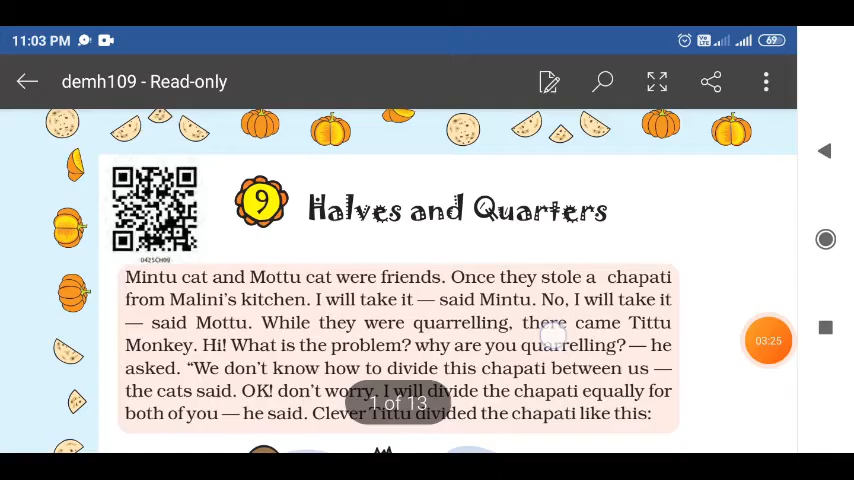 11:03 PM
69
demh109 - Read-only
0425CH09
9 Halves and Quarters
Mintu cat and Mottu cat were friends. Once they stole a chapati
from Malini's kitchen. I will take it — said Mintu. No, I will take it
— said Mottu. While they were quarrelling, there came Tittu
Monkey. Hi! What is the problem? why are you quarrelling? — he
asked. "We don't know how to divide this chapati between us —
the cats said. OK! don't worry. I will divide the chapati equally for
both of you — he said. Clever Tittu divided the chapati like this:
1 of 13
03:25